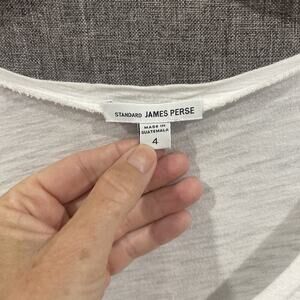 STANDARD JAMES PERSE
MADE IN
GUATEMALA
4